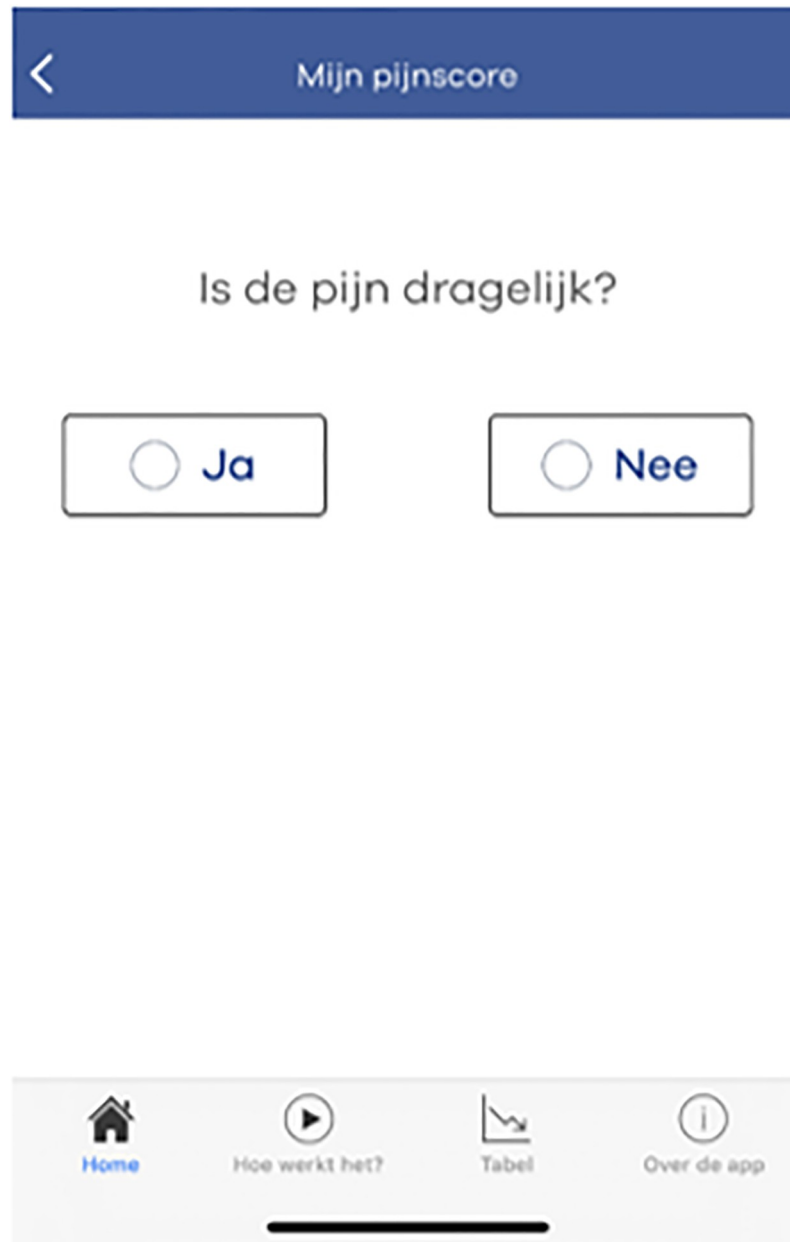 Mijn pijnscore
Is de pijn dragelijk?
Ja
Nee
Home
Hoe werkt het?
Tabel
Over de app